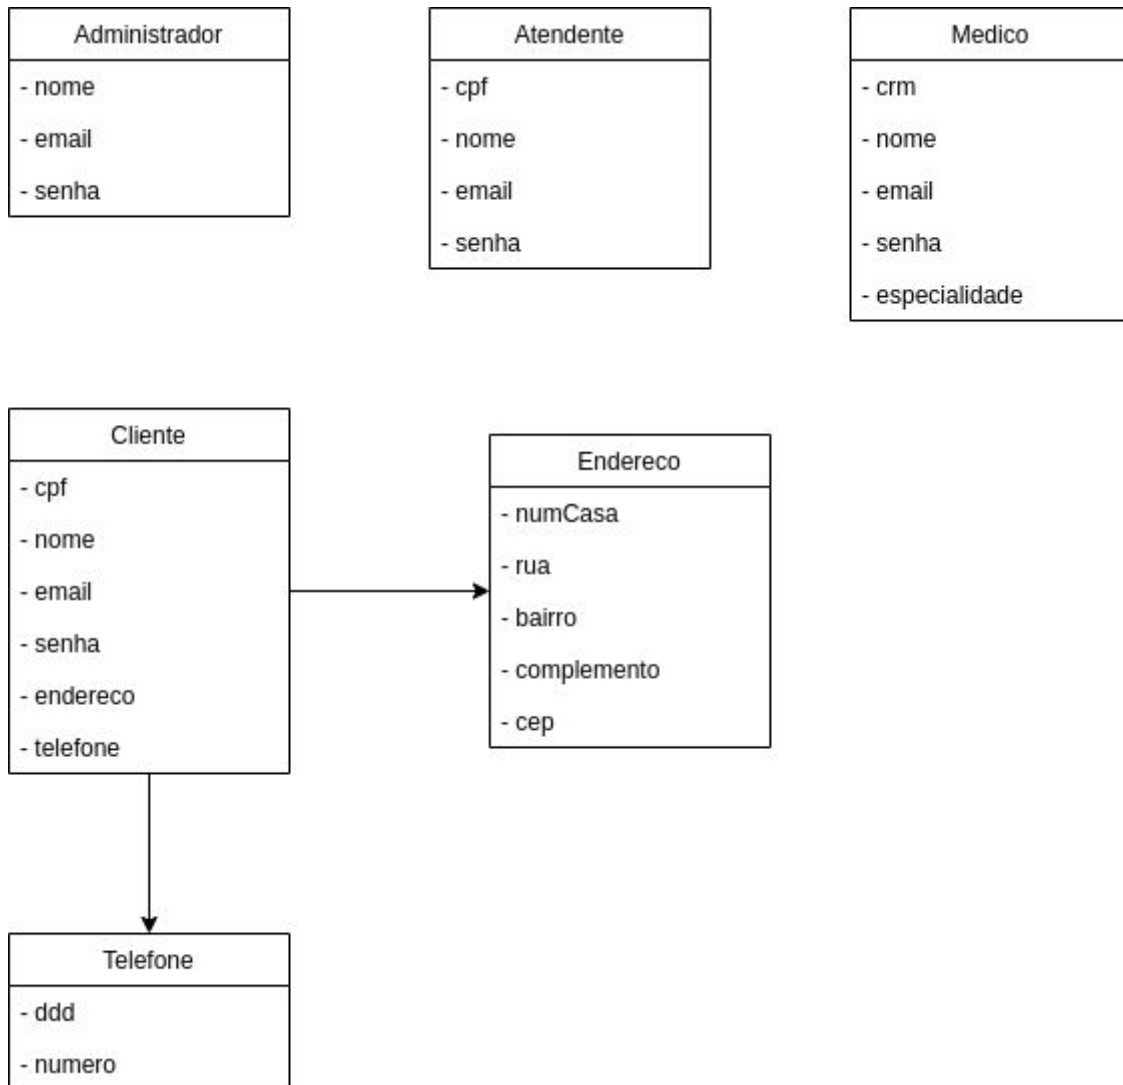 Administrador
- nome
- email
- senha
Atendente
- cpf
- nome
- email
- senha
Medico
- crm
- nome
- email
- senha
- especialidade
Cliente
- cpf
- nome
- email
- senha
- endereco
- telefone
Endereco
- numCasa
- rua
- bairro
- complemento
- cep
Telefone
- ddd
- numero